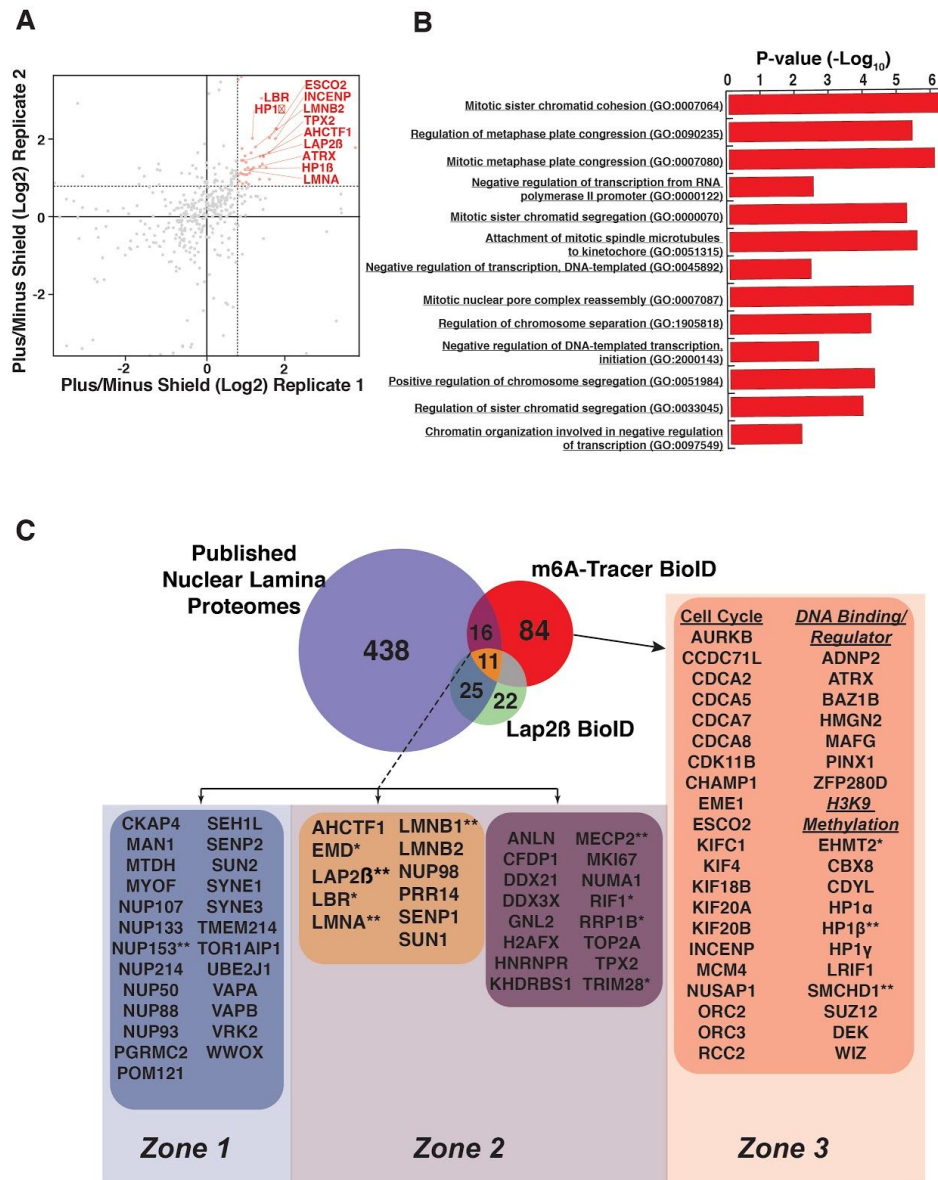 A
Plus/Minus Shield (Log2) Replicate 2
2
0
-2
-2
0
2
Plus/Minus Shield (Log2) Replicate 1
LBR
HP1
ESCO2
INCENP
LMNB2
TPX2
AHCTF1
LAP2ß
ATRX
HP1ß
LMNA
B
P-value (-Log10)
0 1 2 3 4 5 6
Mitotic sister chromatid cohesion (GO:0007064)
Regulation of metaphase plate congression (GO:0090235)
Mitotic metaphase plate congression (GO:0007080)
Negative regulation of transcription from RNA
polymerase II promoter (GO:0000122)
Mitotic sister chromatid segregation (GO:0000070)
Attachment of mitotic spindle microtubules
to kinetochore (GO:0051315)
Negative regulation of transcription, DNA-templated (GO:0045892)
Mitotic nuclear pore complex reassembly (GO:0007087)
Regulation of chromosome separation (GO:1905818)
Negative regulation of DNA-templated transcription,
initiation (GO:2000143)
Positive regulation of chromosome segregation (GO:0051984)
Regulation of sister chromatid segregation (GO:0033045)
Chromatin organization involved in negative regulation
of transcription (GO:0097549)
C
Published
Nuclear Lamina
Proteomes
m6A-Tracer BioID
Lap2ß BioID
438
16
84
11
25
22
CKAP4
MAN1
MTDH
MYOF
NUP107
NUP133
NUP153**
NUP214
NUP50
NUP88
NUP93
PGRMC2
POM121
SEH1L
SENP2
SUN2
SYNE1
SYNE3
TMEM214
TOR1AIP1
UBE2J1
VAPA
VAPB
VRK2
WWOX
Zone 1
AHCTF1
EMD*
LAP2ß**
LBR*
LMNA**
LMNB1**
LMNB2
NUP98
PRR14
SENP1
SUN1
ANLN
CFDP1
DDX21
DDX3X
GNL2
H2AFX
HNRNPR
KHDRBS1
MECP2**
MKI67
NUMA1
RIF1*
RRP1B*
TOP2A
TPX2
TRIM28*
Zone 2
Cell Cycle
AURKB
CCDC71L
CDCA2
CDCA5
CDCA7
CDCA8
CDK11B
CHAMP1
EME1
ESCO2
KIFC1
KIF4
KIF18B
KIF20A
KIF20B
INCENP
MCM4
NUSAP1
ORC2
ORC3
RCC2
DNA Binding/
Regulator
ADNP2
ATRX
BAZ1B
HMGN2
MAFG
PINX1
ZFP280D
H3K9
Methylation
EHMT2*
CBX8
CDYL
HP1α
HP1β**
HP1γ
LRIF1
SMCHD1**
SUZ12
DEK
WIZ
Zone 3